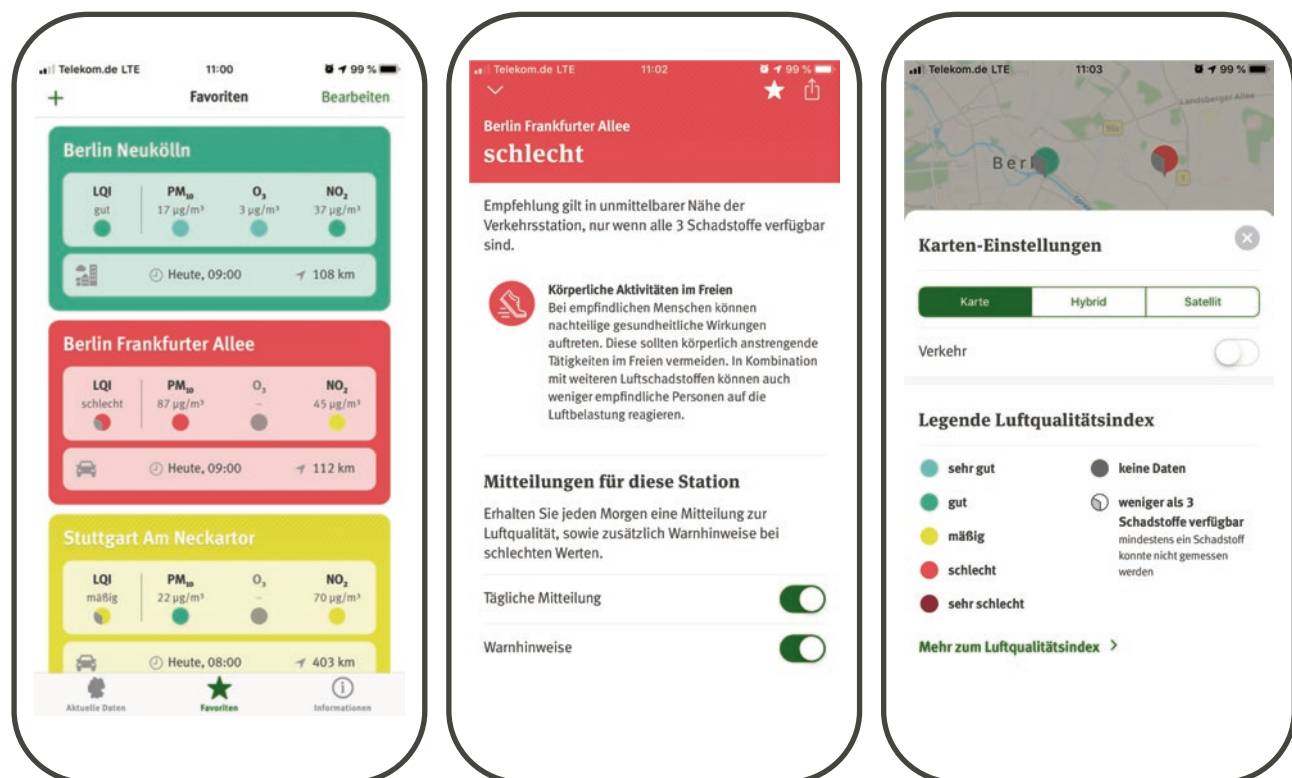 Telekom.de LTE 11:00 99 %
+ Favoriten Bearbeiten
Berlin Neukölln
LQI PM₁₀ O₃ NO₂
gut 17 µg/m³ 3 µg/m³ 37 µg/m³
Heute, 09:00 108 km
Berlin Frankfurter Allee
LQI PM₁₀ O₃ NO₂
schlecht 87 µg/m³ – 45 µg/m³
Heute, 09:00 112 km
Stuttgart Am Neckartor
LQI PM₁₀ O₃ NO₂
mäßig 22 µg/m³ – 70 µg/m³
Heute, 08:00 403 km
Aktuelle Daten Favoriten Informationen
Telekom.de LTE 11:02 99 %
Berlin Frankfurter Allee
schlecht
Empfehlung gilt in unmittelbarer Nähe der
Verkehrsstation, nur wenn alle 3 Schadstoffe verfügbar
sind.
Körperliche Aktivitäten im Freien
Bei empfindlichen Menschen können
nachteilige gesundheitliche Wirkungen
auftreten. Diese sollten körperlich anstrengende
Tätigkeiten im Freien vermeiden. In Kombination
mit weiteren Luftschadstoffen können auch
weniger empfindliche Personen auf die
Luftbelastung reagieren.
Mitteilungen für diese Station
Erhalten Sie jeden Morgen eine Mitteilung zur
Luftqualität, sowie zusätzlich Warnhinweise bei
schlechten Werten.
Tägliche Mitteilung
Warnhinweise
Telekom.de LTE 11:03 99 %
Landsberger Allee
96a
Berl
1
Karten-Einstellungen
Karte Hybrid Satellit
Verkehr
Legende Luftqualitätsindex
sehr gut
gut
mäßig
schlecht
sehr schlecht
keine Daten
weniger als 3
Schadstoffe verfügbar
mindestens ein Schadstoff
konnte nicht gemessen
werden
Mehr zum Luftqualitätsindex >